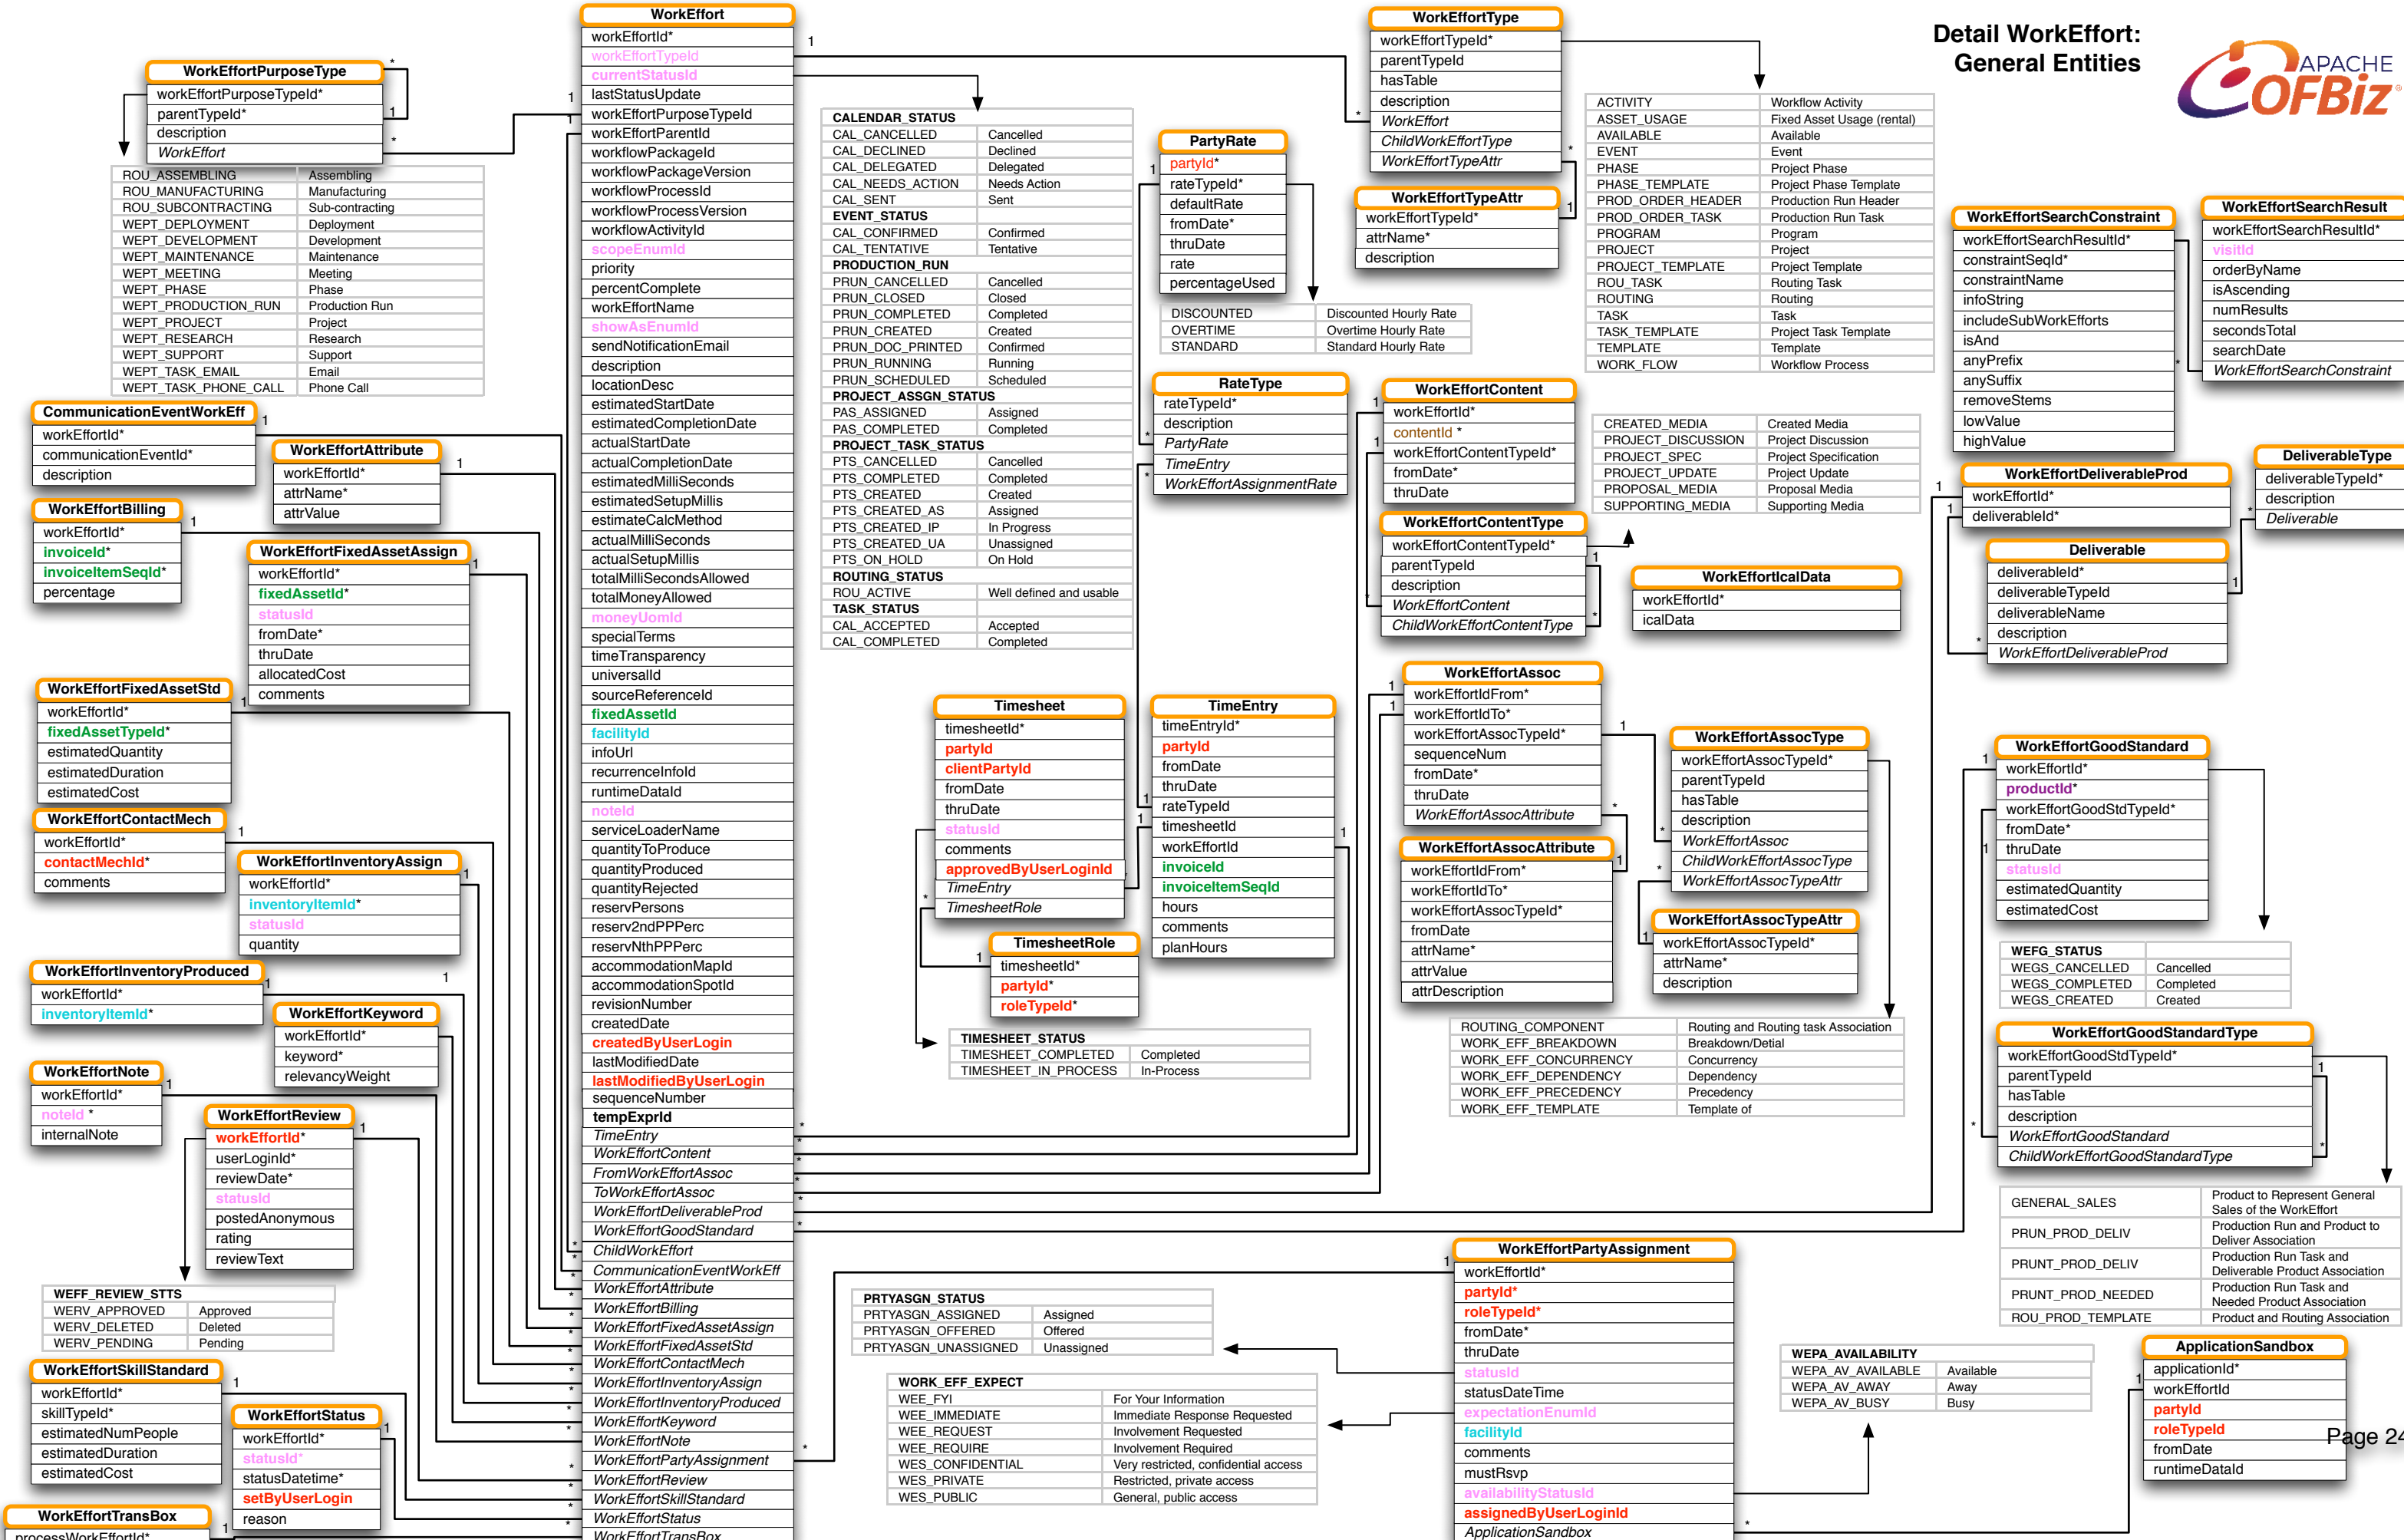 Detail WorkEffort:
General Entities
APACHE
OFBiz
WorkEffortPurposeType
workEffortPurposeTypeId*
parentTypeId*
description
WorkEffort
ROU_ASSEMBLING Assembling
ROU_MANUFACTURING Manufacturing
ROU_SUBCONTRACTING Sub-contracting
WEPT_DEPLOYMENT Deployment
WEPT_DEVELOPMENT Development
WEPT_MAINTENANCE Maintenance
WEPT_MEETING Meeting
WEPT_PHASE Phase
WEPT_PRODUCTION_RUN Production Run
WEPT_PROJECT Project
WEPT_RESEARCH Research
WEPT_SUPPORT Support
WEPT_TASK_EMAIL Email
WEPT_TASK_PHONE_CALL Phone Call
CommunicationEventWorkEff
workEffortId*
communicationEventId*
description
WorkEffortAttribute
workEffortId*
attrName*
attrValue
WorkEffortBilling
workEffortId*
invoiceId*
invoiceItemSeqId*
percentage
WorkEffortFixedAssetAssign
workEffortId*
fixedAssetId*
statusId
fromDate*
thruDate
allocatedCost
comments
WorkEffortFixedAssetStd
workEffortId*
fixedAssetTypeId*
estimatedQuantity
estimatedDuration
estimatedCost
WorkEffortContactMech
workEffortId*
contactMechId*
comments
WorkEffortInventoryAssign
workEffortId*
inventoryItemId*
statusId
quantity
WorkEffortInventoryProduced
workEffortId*
inventoryItemId*
WorkEffortKeyword
workEffortId*
keyword*
relevancyWeight
WorkEffortNote
workEffortId*
noteId *
internalNote
WorkEffortReview
workEffortId*
userLoginId*
reviewDate*
statusId
postedAnonymous
rating
reviewText
WEFF_REVIEW_STTS
WERV_APPROVED Approved
WERV_DELETED Deleted
WERV_PENDING Pending
WorkEffortSkillStandard
workEffortId*
skillTypeId*
estimatedNumPeople
estimatedDuration
estimatedCost
WorkEffortStatus
workEffortId*
statusId*
statusDatetime*
setByUserLogin
reason
WorkEffortTransBox
processWorkEffortId*
WorkEffort
workEffortId*
workEffortTypeId
currentStatusId
lastStatusUpdate
workEffortPurposeTypeId
workEffortParentId
workflowPackageId
workflowPackageVersion
workflowProcessId
workflowProcessVersion
workflowActivityId
scopeEnumId
priority
percentComplete
workEffortName
showAsEnumId
sendNotificationEmail
description
locationDesc
estimatedStartDate
estimatedCompletionDate
actualStartDate
actualCompletionDate
estimatedMilliSeconds
estimatedSetupMillis
estimateCalcMethod
actualMilliSeconds
actualSetupMillis
totalMilliSecondsAllowed
totalMoneyAllowed
moneyUomId
specialTerms
timeTransparency
universalId
sourceReferenceId
fixedAssetId
facilityId
infoUrl
recurrenceInfoId
runtimeDataId
noteId
serviceLoaderName
quantityToProduce
quantityProduced
quantityRejected
reservPersons
reserv2ndPPPerc
reservNthPPPerc
accommodationMapId
accommodationSpotId
revisionNumber
createdDate
createdByUserLogin
lastModifiedDate
lastModifiedByUserLogin
sequenceNumber
tempExprId
TimeEntry
WorkEffortContent
FromWorkEffortAssoc
ToWorkEffortAssoc
WorkEffortDeliverableProd
WorkEffortGoodStandard
ChildWorkEffort
CommunicationEventWorkEff
WorkEffortAttribute
WorkEffortBilling
WorkEffortFixedAssetAssign
WorkEffortFixedAssetStd
WorkEffortContactMech
WorkEffortInventoryAssign
WorkEffortInventoryProduced
WorkEffortKeyword
WorkEffortNote
WorkEffortPartyAssignment
WorkEffortReview
WorkEffortSkillStandard
WorkEffortStatus
WorkEffortTransBox
CALENDAR_STATUS
CAL_CANCELLED Cancelled
CAL_DECLINED Declined
CAL_DELEGATED Delegated
CAL_NEEDS_ACTION Needs Action
CAL_SENT Sent
EVENT_STATUS
CAL_CONFIRMED Confirmed
CAL_TENTATIVE Tentative
PRODUCTION_RUN
PRUN_CANCELLED Cancelled
PRUN_CLOSED Closed
PRUN_COMPLETED Completed
PRUN_CREATED Created
PRUN_DOC_PRINTED Confirmed
PRUN_RUNNING Running
PRUN_SCHEDULED Scheduled
PROJECT_ASSGN_STATUS
PAS_ASSIGNED Assigned
PAS_COMPLETED Completed
PROJECT_TASK_STATUS
PTS_CANCELLED Cancelled
PTS_COMPLETED Completed
PTS_CREATED Created
PTS_CREATED_AS Assigned
PTS_CREATED_IP In Progress
PTS_CREATED_UA Unassigned
PTS_ON_HOLD On Hold
ROUTING_STATUS
ROU_ACTIVE Well defined and usable
TASK_STATUS
CAL_ACCEPTED Accepted
CAL_COMPLETED Completed
PartyRate
partyId*
rateTypeId*
defaultRate
fromDate*
thruDate
rate
percentageUsed
DISCOUNTED Discounted Hourly Rate
OVERTIME Overtime Hourly Rate
STANDARD Standard Hourly Rate
RateType
rateTypeId*
description
PartyRate
TimeEntry
WorkEffortAssignmentRate
WorkEffortType
workEffortTypeId*
parentTypeId
hasTable
description
WorkEffort
ChildWorkEffortType
WorkEffortTypeAttr
WorkEffortTypeAttr
workEffortTypeId*
attrName*
description
ACTIVITY Workflow Activity
ASSET_USAGE Fixed Asset Usage (rental)
AVAILABLE Available
EVENT Event
PHASE Project Phase
PHASE_TEMPLATE Project Phase Template
PROD_ORDER_HEADER Production Run Header
PROD_ORDER_TASK Production Run Task
PROGRAM Program
PROJECT Project
PROJECT_TEMPLATE Project Template
ROU_TASK Routing Task
ROUTING Routing
TASK Task
TASK_TEMPLATE Project Task Template
TEMPLATE Template
WORK_FLOW Workflow Process
WorkEffortContent
workEffortId*
contentId *
workEffortContentTypeId*
fromDate*
thruDate
WorkEffortContentType
workEffortContentTypeId*
parentTypeId
description
WorkEffortContent
ChildWorkEffortContentType
CREATED_MEDIA Created Media
PROJECT_DISCUSSION Project Discussion
PROJECT_SPEC Project Specification
PROJECT_UPDATE Project Update
PROPOSAL_MEDIA Proposal Media
SUPPORTING_MEDIA Supporting Media
WorkEffortIcalData
workEffortId*
icalData
WorkEffortSearchConstraint
workEffortSearchResultId*
constraintSeqId*
constraintName
infoString
includeSubWorkEfforts
isAnd
anyPrefix
anySuffix
removeStems
lowValue
highValue
WorkEffortSearchResult
workEffortSearchResultId*
visitId
orderByName
isAscending
numResults
secondsTotal
searchDate
WorkEffortSearchConstraint
WorkEffortDeliverableProd
workEffortId*
deliverableId*
DeliverableType
deliverableTypeId*
description
Deliverable
Deliverable
deliverableId*
deliverableTypeId
deliverableName
description
WorkEffortDeliverableProd
Timesheet
timesheetId*
partyId
clientPartyId
fromDate
thruDate
statusId
comments
approvedByUserLoginId
TimeEntry
TimesheetRole
TimesheetRole
timesheetId*
partyId*
roleTypeId*
TIMESHEET_STATUS
TIMESHEET_COMPLETED Completed
TIMESHEET_IN_PROCESS In-Process
TimeEntry
timeEntryId*
partyId
fromDate
thruDate
rateTypeId
timesheetId
workEffortId
invoiceId
invoiceItemSeqId
hours
comments
planHours
WorkEffortAssoc
workEffortIdFrom*
workEffortIdTo*
workEffortAssocTypeId*
sequenceNum
fromDate*
thruDate
WorkEffortAssocAttribute
WorkEffortAssocAttribute
workEffortIdFrom*
workEffortIdTo*
workEffortAssocTypeId*
fromDate
attrName*
attrValue
attrDescription
WorkEffortAssocType
workEffortAssocTypeId*
parentTypeId
hasTable
description
WorkEffortAssoc
ChildWorkEffortAssocType
WorkEffortAssocTypeAttr
WorkEffortAssocTypeAttr
workEffortAssocTypeId*
attrName*
description
ROUTING_COMPONENT Routing and Routing task Association
WORK_EFF_BREAKDOWN Breakdown/Detial
WORK_EFF_CONCURRENCY Concurrency
WORK_EFF_DEPENDENCY Dependency
WORK_EFF_PRECEDENCY Precedency
WORK_EFF_TEMPLATE Template of
WorkEffortGoodStandard
workEffortId*
productId*
workEffortGoodStdTypeId*
fromDate*
thruDate
statusId
estimatedQuantity
estimatedCost
WEFG_STATUS
WEGS_CANCELLED Cancelled
WEGS_COMPLETED Completed
WEGS_CREATED Created
WorkEffortGoodStandardType
workEffortGoodStdTypeId*
parentTypeId
hasTable
description
WorkEffortGoodStandard
ChildWorkEffortGoodStandardType
GENERAL_SALES Product to Represent General
Sales of the WorkEffort
PRUN_PROD_DELIV Production Run and Product to
Deliver Association
PRUNT_PROD_DELIV Production Run Task and
Deliverable Product Association
PRUNT_PROD_NEEDED Production Run Task and
Needed Product Association
ROU_PROD_TEMPLATE Product and Routing Association
WorkEffortPartyAssignment
workEffortId*
partyId*
roleTypeId*
fromDate*
thruDate
statusId
statusDateTime
expectationEnumId
facilityId
comments
mustRsvp
availabilityStatusId
assignedByUserLoginId
ApplicationSandbox
PRTYASGN_STATUS
PRTYASGN_ASSIGNED Assigned
PRTYASGN_OFFERED Offered
PRTYASGN_UNASSIGNED Unassigned
WORK_EFF_EXPECT
WEE_FYI For Your Information
WEE_IMMEDIATE Immediate Response Requested
WEE_REQUEST Involvement Requested
WEE_REQUIRE Involvement Required
WES_CONFIDENTIAL Very restricted, confidential access
WES_PRIVATE Restricted, private access
WES_PUBLIC General, public access
WEPA_AVAILABILITY
WEPA_AV_AVAILABLE Available
WEPA_AV_AWAY Away
WEPA_AV_BUSY Busy
ApplicationSandbox
applicationId*
workEffortId
partyId
roleTypeId
fromDate
runtimeDataId
Page 24